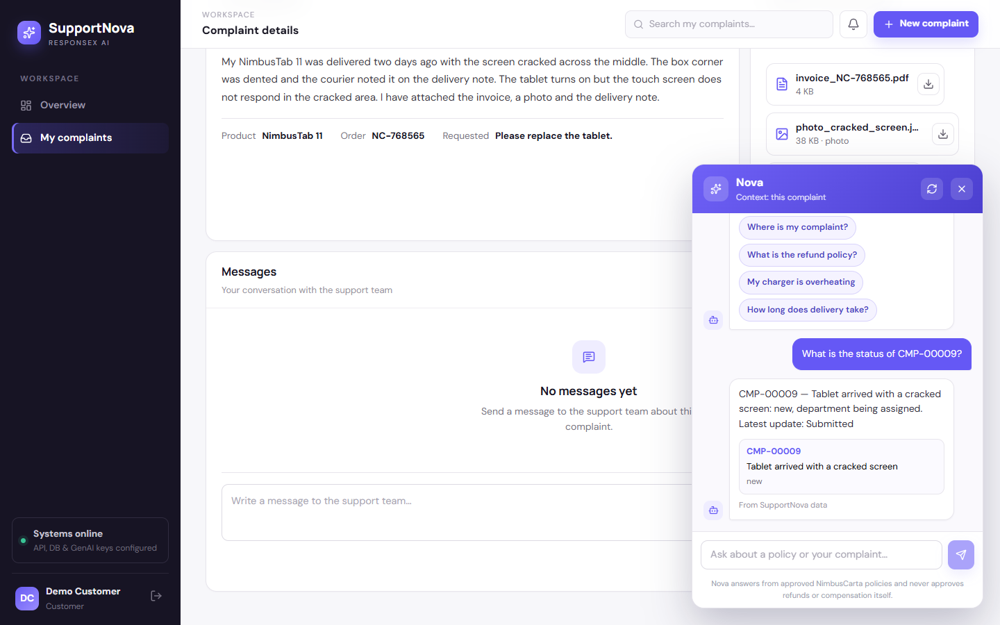 SupportNova
RESPONSEX AI
WORKSPACE
Overview
My complaints
Systems online
API, DB & GenAI keys configured
DC
Demo Customer
Customer
WORKSPACE
Complaint details
Search my complaints...
New complaint
My NimbusTab 11 was delivered two days ago with the screen cracked across the middle. The box corner
was dented and the courier noted it on the delivery note. The tablet turns on but the touch screen does
not respond in the cracked area. I have attached the invoice, a photo and the delivery note.
Product NimbusTab 11 Order NC-768565 Requested Please replace the tablet.
invoice_NC-768565.pdf
4 KB
photo_cracked_screen.j...
38 KB · photo
Messages
Your conversation with the support team
No messages yet
Send a message to the support team about thi
complaint.
Write a message to the support team...
Nova
Context: this complaint
Where is my complaint?
What is the refund policy?
My charger is overheating
How long does delivery take?
What is the status of CMP-00009?
CMP-00009 — Tablet arrived with a cracked
screen: new, department being assigned.
Latest update: Submitted
CMP-00009
Tablet arrived with a cracked screen
new
From SupportNova data
Ask about a policy or your complaint...
Nova answers from approved NimbusCarta policies and never approves
refunds or compensation itself.